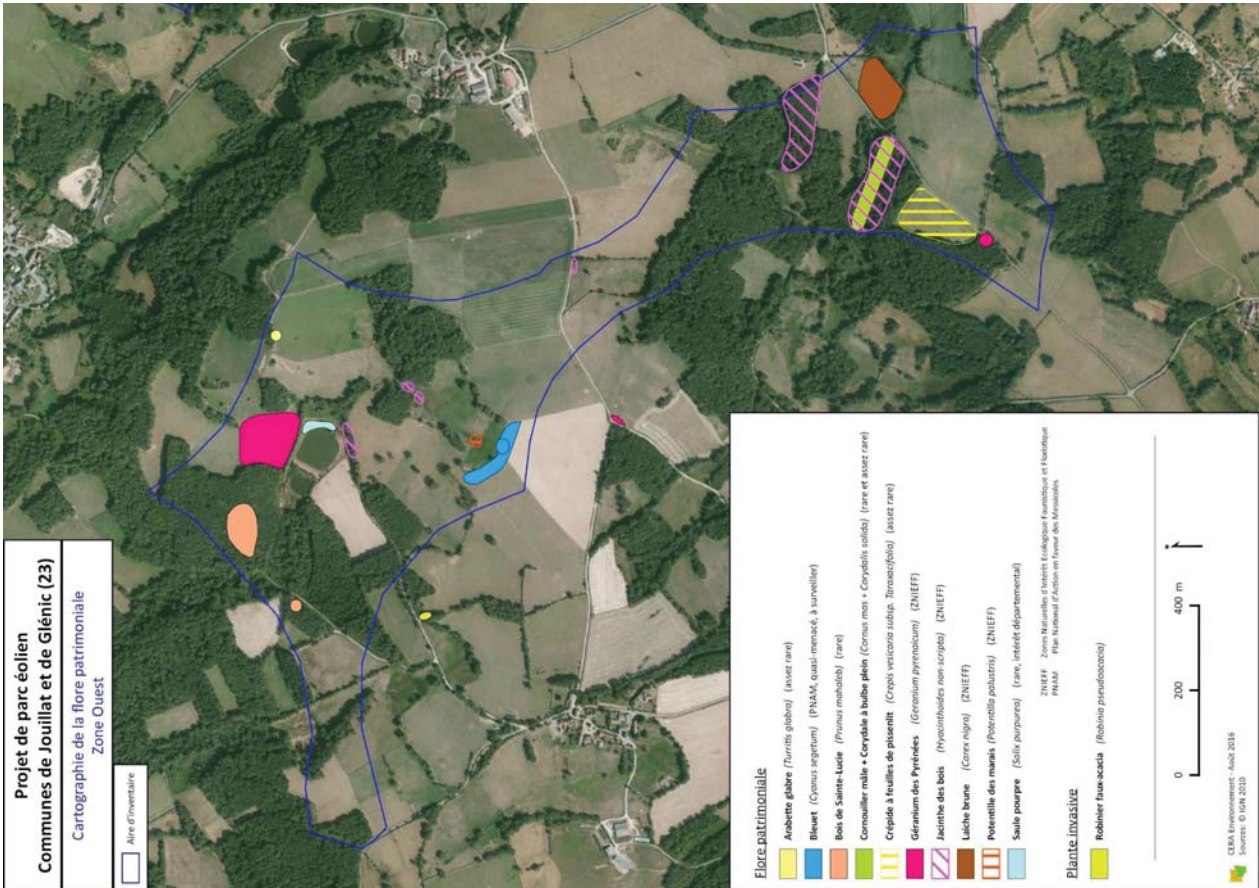 Projet de parc éolien
Communes de Jouillat et de Glénic (23)
Cartographie de la flore patrimoniale
Zone Ouest
Aire d'inventaire
Flore patrimoniale
Arabette glabre (Turritis glabra) (assez rare)
Bleuet (Cyanus segetum) (PNAM, quasi-menacé, à surveiller)
Bois de Sainte-Lucie (Prunus mahaleb) (rare)
Cornouiller mâle + Corydale à bulbe plein (Cornus mas + Corydalis solida) (rare et assez rare)
Crépide à feuilles de pissenlit (Crepis vesicaria subsp. Taraxacifolia) (assez rare)
Géranium des Pyrénées (Geranium pyrenaicum) (ZNIEFF)
Jacinthe des bois (Hyacinthoides non-scripta) (ZNIEFF)
Laîche brune (Carex nigra) (ZNIEFF)
Potentille des marais (Potentilla palustris) (ZNIEFF)
Saule pourpre (Salix purpurea) (rare, intérêt départemental)
ZNIEFF Zones Naturelles d'Intérêt Ecologique Faunistique et Floristique
PNAM Plan National d'Action en faveur des Messicoles
Plante invasive
Robinier faux-acacia (Robinia pseudoacacia)
0 200 400 m
CERA Environnement - Août 2016
Sources: © IGN 2010